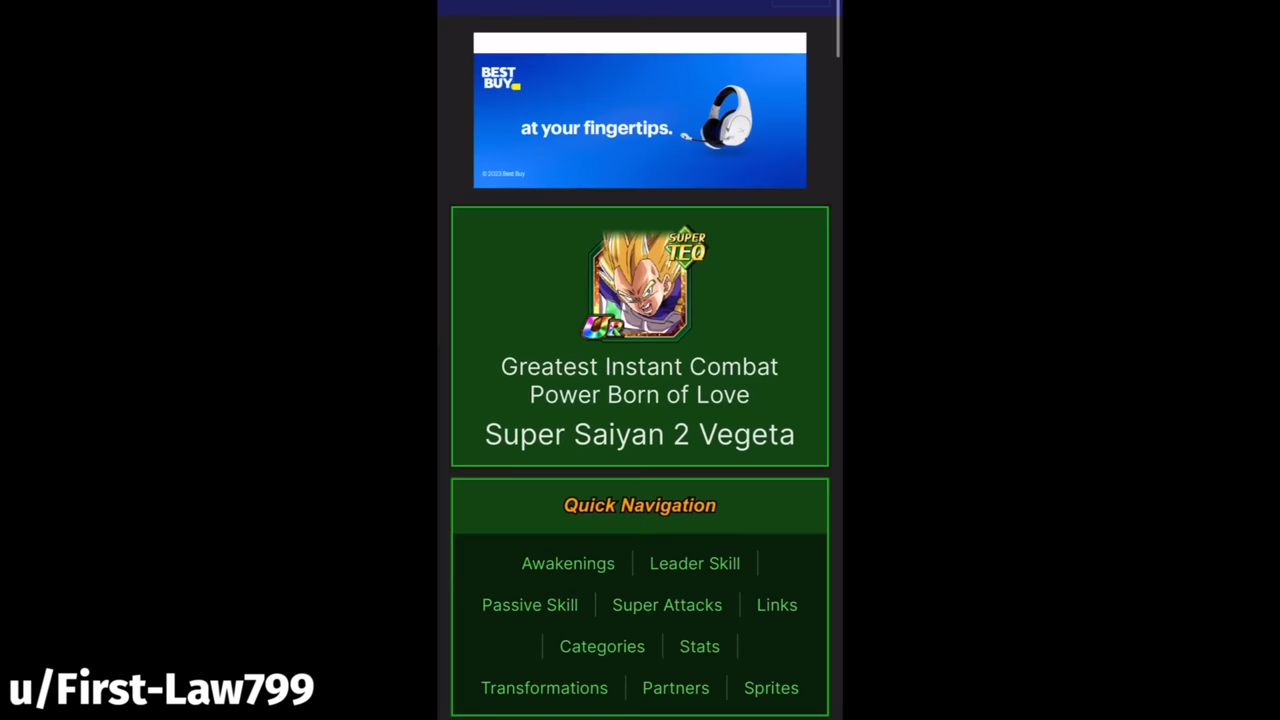 BEST
BUY
at your fingertips.
© 2023 Best Buy
SUPER
TEQ
UR
Greatest Instant Combat
Power Born of Love
Super Saiyan 2 Vegeta
Quick Navigation
Awakenings
Leader Skill
Passive Skill
Super Attacks
Links
Categories
Stats
Transformations
Partners
Sprites
u/First-Law799